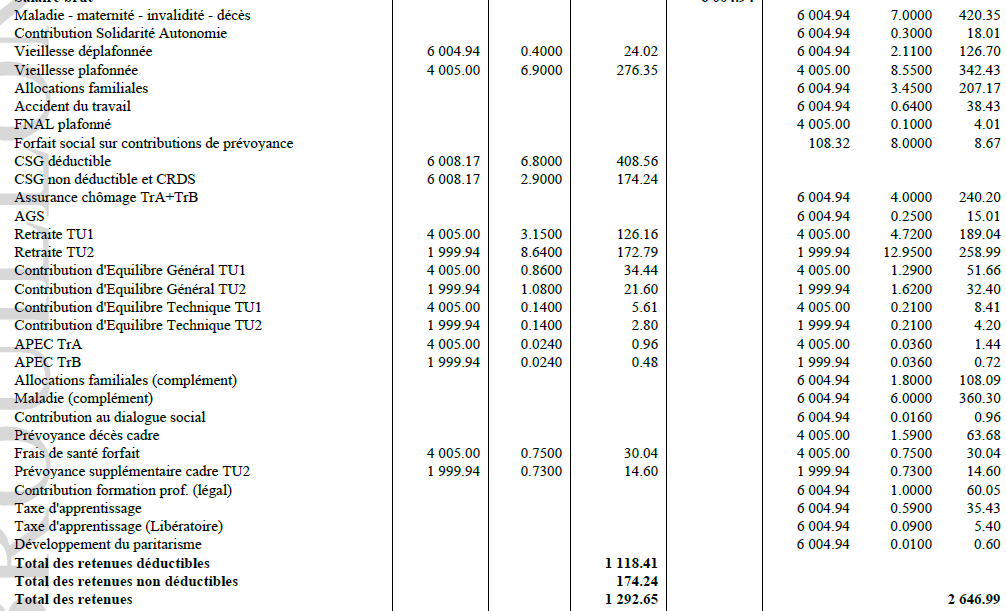 Maladie - maternité - invalidité - décès 6 004.94 7.0000 420.35
Contribution Solidarité Autonomie 6 004.94 0.3000 18.01
Vieillesse déplafonnée 6 004.94 0.4000 24.02 6 004.94 2.1100 126.70
Vieillesse plafonnée 4 005.00 6.9000 276.35 4 005.00 8.5500 342.43
Allocations familiales 6 004.94 3.4500 207.17
Accident du travail 6 004.94 0.6400 38.43
FNAL plafonné 4 005.00 0.1000 4.01
Forfait social sur contributions de prévoyance 108.32 8.0000 8.67
CSG déductible 6 008.17 6.8000 408.56
CSG non déductible et CRDS 6 008.17 2.9000 174.24
Assurance chômage TrA+TrB 6 004.94 4.0000 240.20
AGS 6 004.94 0.2500 15.01
Retraite TU1 4 005.00 3.1500 126.16 4 005.00 4.7200 189.04
Retraite TU2 1 999.94 8.6400 172.79 1 999.94 12.9500 258.99
Contribution d'Equilibre Général TU1 4 005.00 0.8600 34.44 4 005.00 1.2900 51.66
Contribution d'Equilibre Général TU2 1 999.94 1.0800 21.60 1 999.94 1.6200 32.40
Contribution d'Equilibre Technique TU1 4 005.00 0.1400 5.61 4 005.00 0.2100 8.41
Contribution d'Equilibre Technique TU2 1 999.94 0.1400 2.80 1 999.94 0.2100 4.20
APEC TrA 4 005.00 0.0240 0.96 4 005.00 0.0360 1.44
APEC TrB 1 999.94 0.0240 0.48 1 999.94 0.0360 0.72
Allocations familiales (complément) 6 004.94 1.8000 108.09
Maladie (complément) 6 004.94 6.0000 360.30
Contribution au dialogue social 6 004.94 0.0160 0.96
Prévoyance décès cadre 4 005.00 1.5900 63.68
Frais de santé forfait 4 005.00 0.7500 30.04 4 005.00 0.7500 30.04
Prévoyance supplémentaire cadre TU2 1 999.94 0.7300 14.60 1 999.94 0.7300 14.60
Contribution formation prof. (légal) 6 004.94 1.0000 60.05
Taxe d'apprentissage 6 004.94 0.5900 35.43
Taxe d'apprentissage (Libératoire) 6 004.94 0.0900 5.40
Développement du paritarisme 6 004.94 0.0100 0.60
Total des retenues déductibles 1 118.41
Total des retenues non déductibles 174.24
Total des retenues 1 292.65 2 646.99